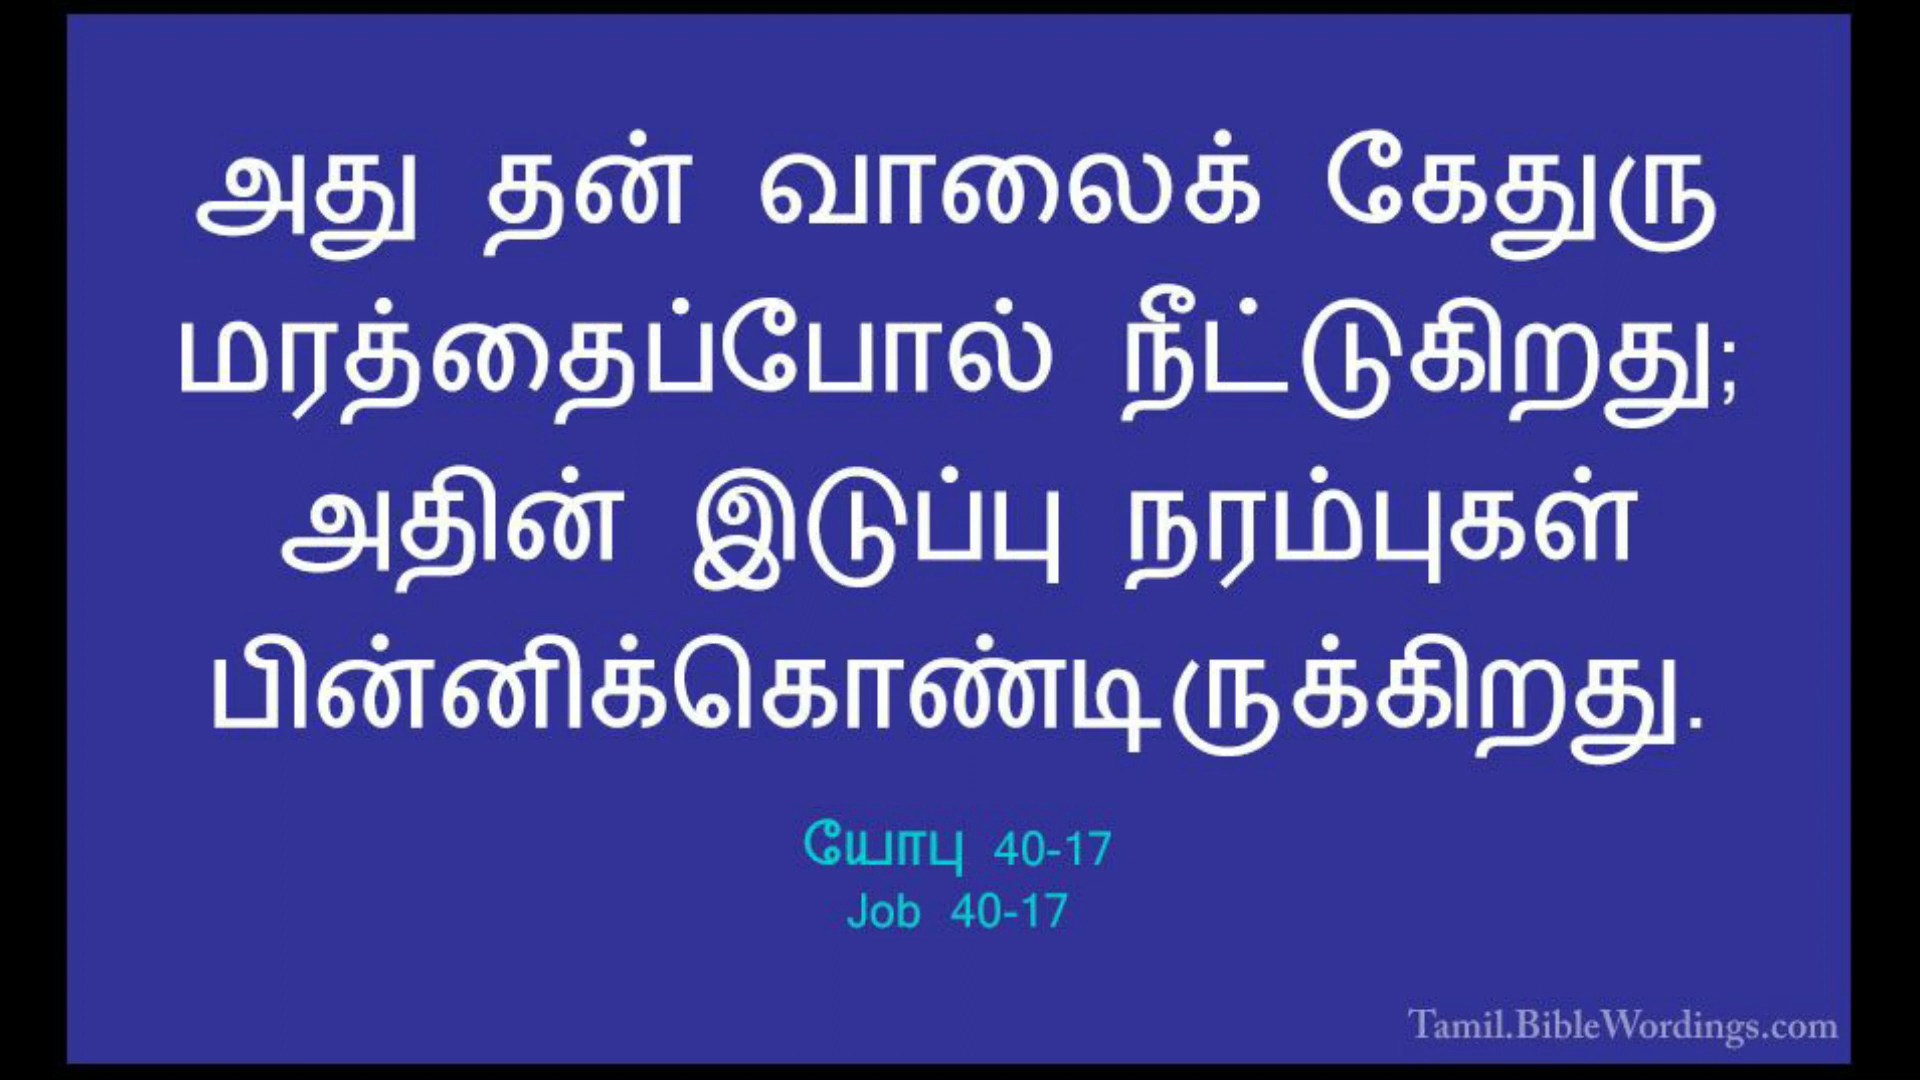 அது தன் வாலைக் கேதுரு
மரத்தைப்போல் நீட்டுகிறது;
அதின் இடுப்பு நரம்புகள்
பின்னிக்கொண்டிருக்கிறது.
யோபு 40-17
Job 40-17
Tamil.BibleWordings.com